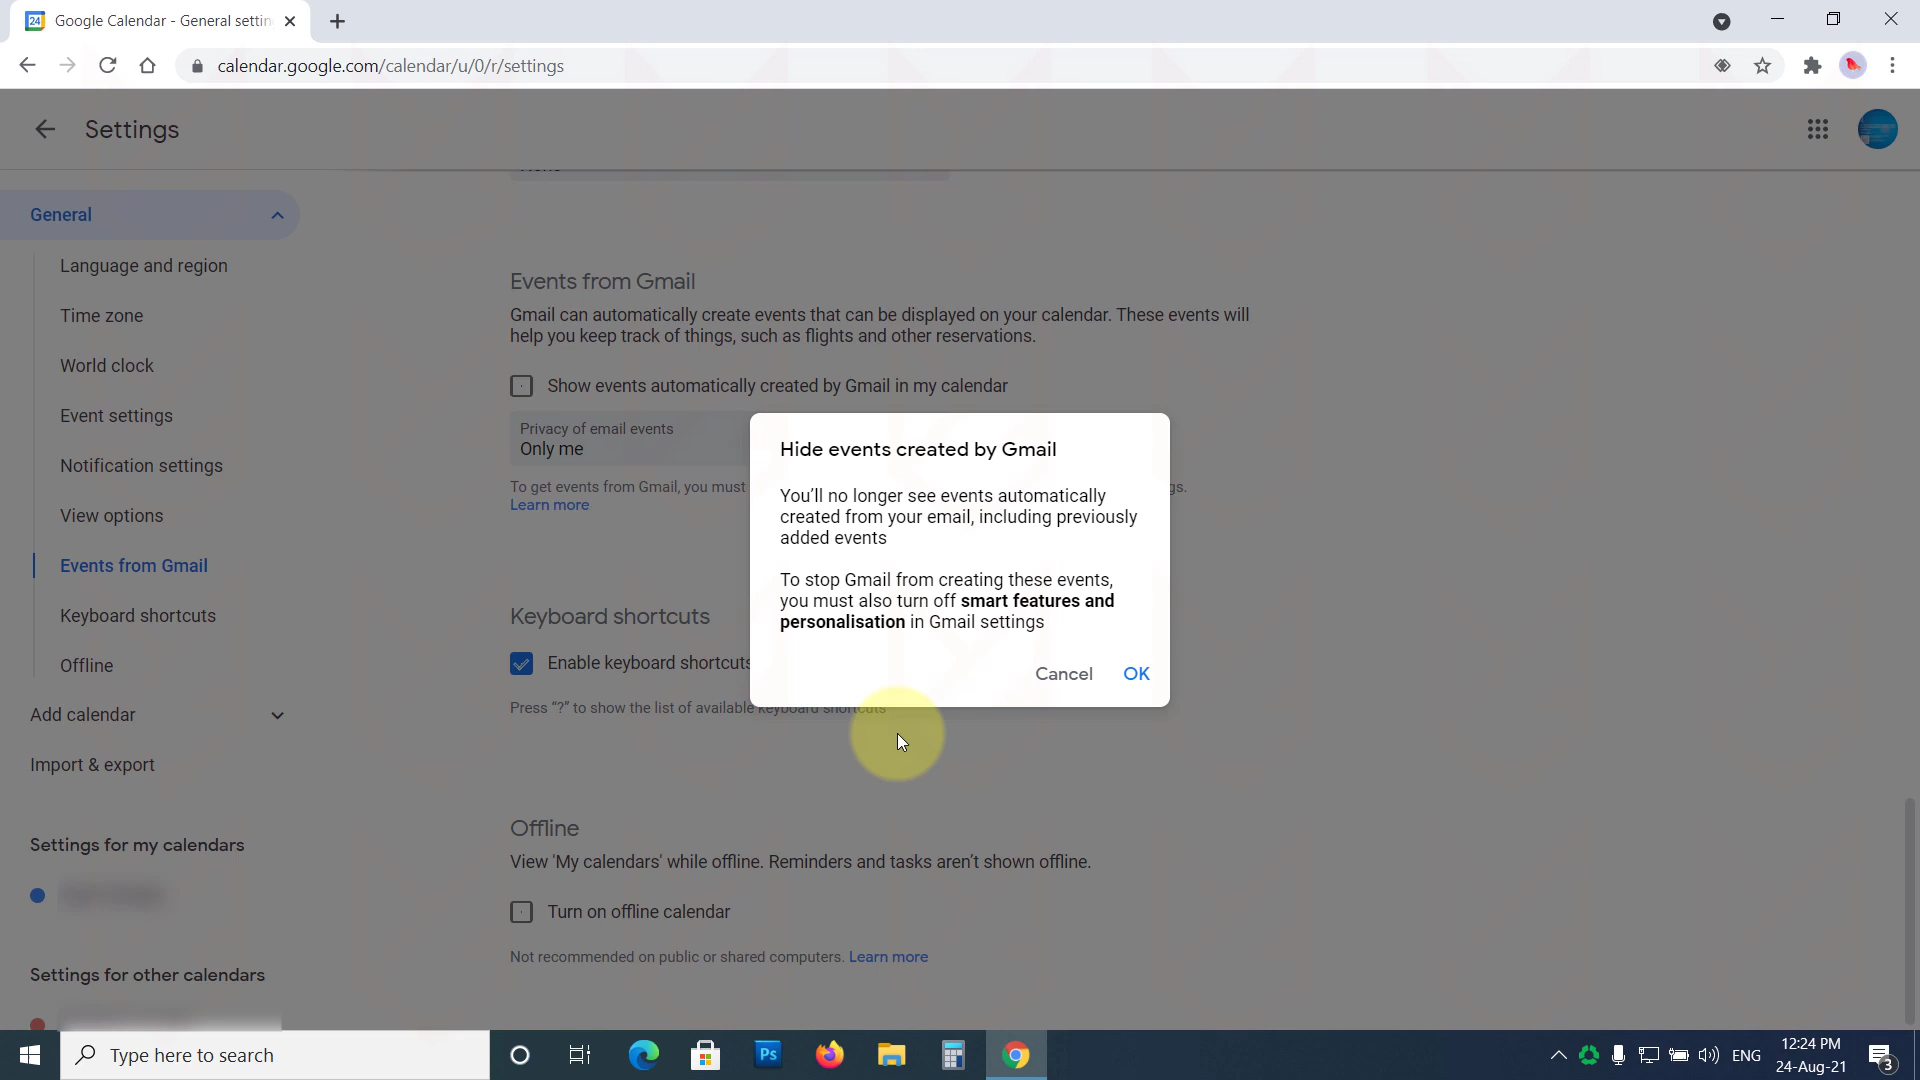 Google Calendar - General settin
calendar.google.com/calendar/u/0/r/settings
Settings
General
Language and region
Time zone
World clock
Event settings
Notification settings
View options
Events from Gmail
Keyboard shortcuts
Offline
Add calendar
Import & export
Settings for my calendars
Settings for other calendars
Events from Gmail
Gmail can automatically create events that can be displayed on your calendar. These events will
help you keep track of things, such as flights and other reservations.
Show events automatically created by Gmail in my calendar
Privacy of email events
Only me
To get events from Gmail, you must
gs.
Learn more
Keyboard shortcuts
Enable keyboard shortcuts
Press “?” to show the list of available keyboard shortcuts
Offline
View 'My calendars' while offline. Reminders and tasks aren’t shown offline.
Turn on offline calendar
Not recommended on public or shared computers. Learn more
Hide events created by Gmail
You’ll no longer see events automatically
created from your email, including previously
added events
To stop Gmail from creating these events,
you must also turn off smart features and
personalisation in Gmail settings
Cancel OK
Type here to search
Ps
ENG
12:24 PM
24-Aug-21
3